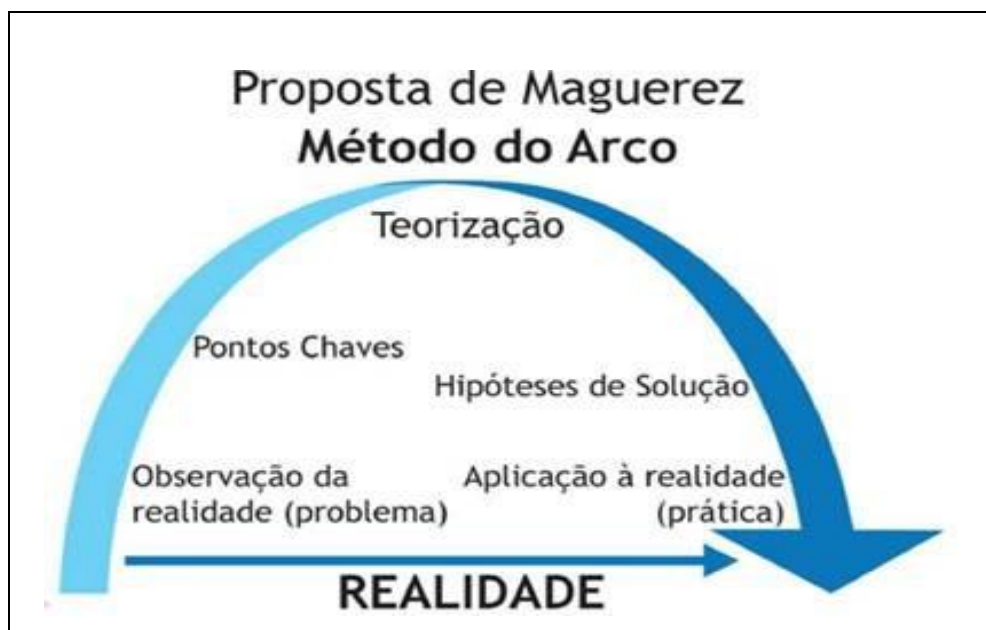 Proposta de Maguerez
Método do Arco
Teorização
Pontos Chaves
Hipóteses de Solução
Observação da
realidade (problema)
Aplicação à realidade
(prática)
REALIDADE